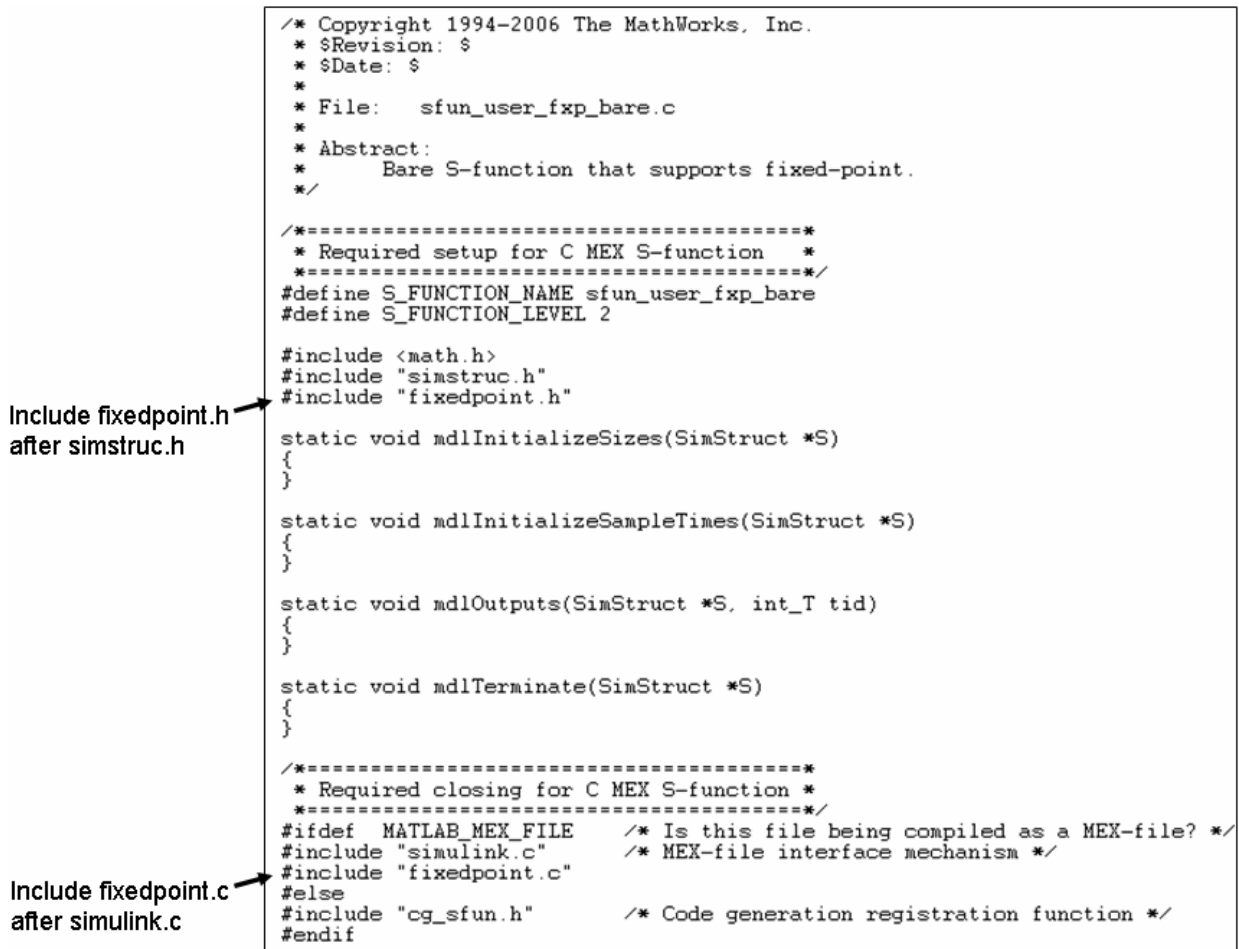 /* Copyright 1994-2006 The MathWorks, Inc.
 * $Revision: $
 * $Date: $
 *
 * File:   sfun_user_fxp_bare.c
 *
 * Abstract:
 *      Bare S-function that supports fixed-point.
 */
/*=======================================*
 * Required setup for C MEX S-function   *
 *=======================================*/
#define S_FUNCTION_NAME sfun_user_fxp_bare
#define S_FUNCTION_LEVEL 2
#include <math.h>
#include "simstruc.h"
#include "fixedpoint.h"
Include fixedpoint.h
after simstruc.h
static void mdlInitializeSizes(SimStruct *S)
{
}
static void mdlInitializeSampleTimes(SimStruct *S)
{
}
static void mdlOutputs(SimStruct *S, int_T tid)
{
}
static void mdlTerminate(SimStruct *S)
{
}
/*=======================================*
 * Required closing for C MEX S-function *
 *=======================================*/
#ifdef  MATLAB_MEX_FILE    /* Is this file being compiled as a MEX-file? */
#include "simulink.c"      /* MEX-file interface mechanism */
#include "fixedpoint.c"
Include fixedpoint.c
after simulink.c
#else
#include "cg_sfun.h"       /* Code generation registration function */
#endif